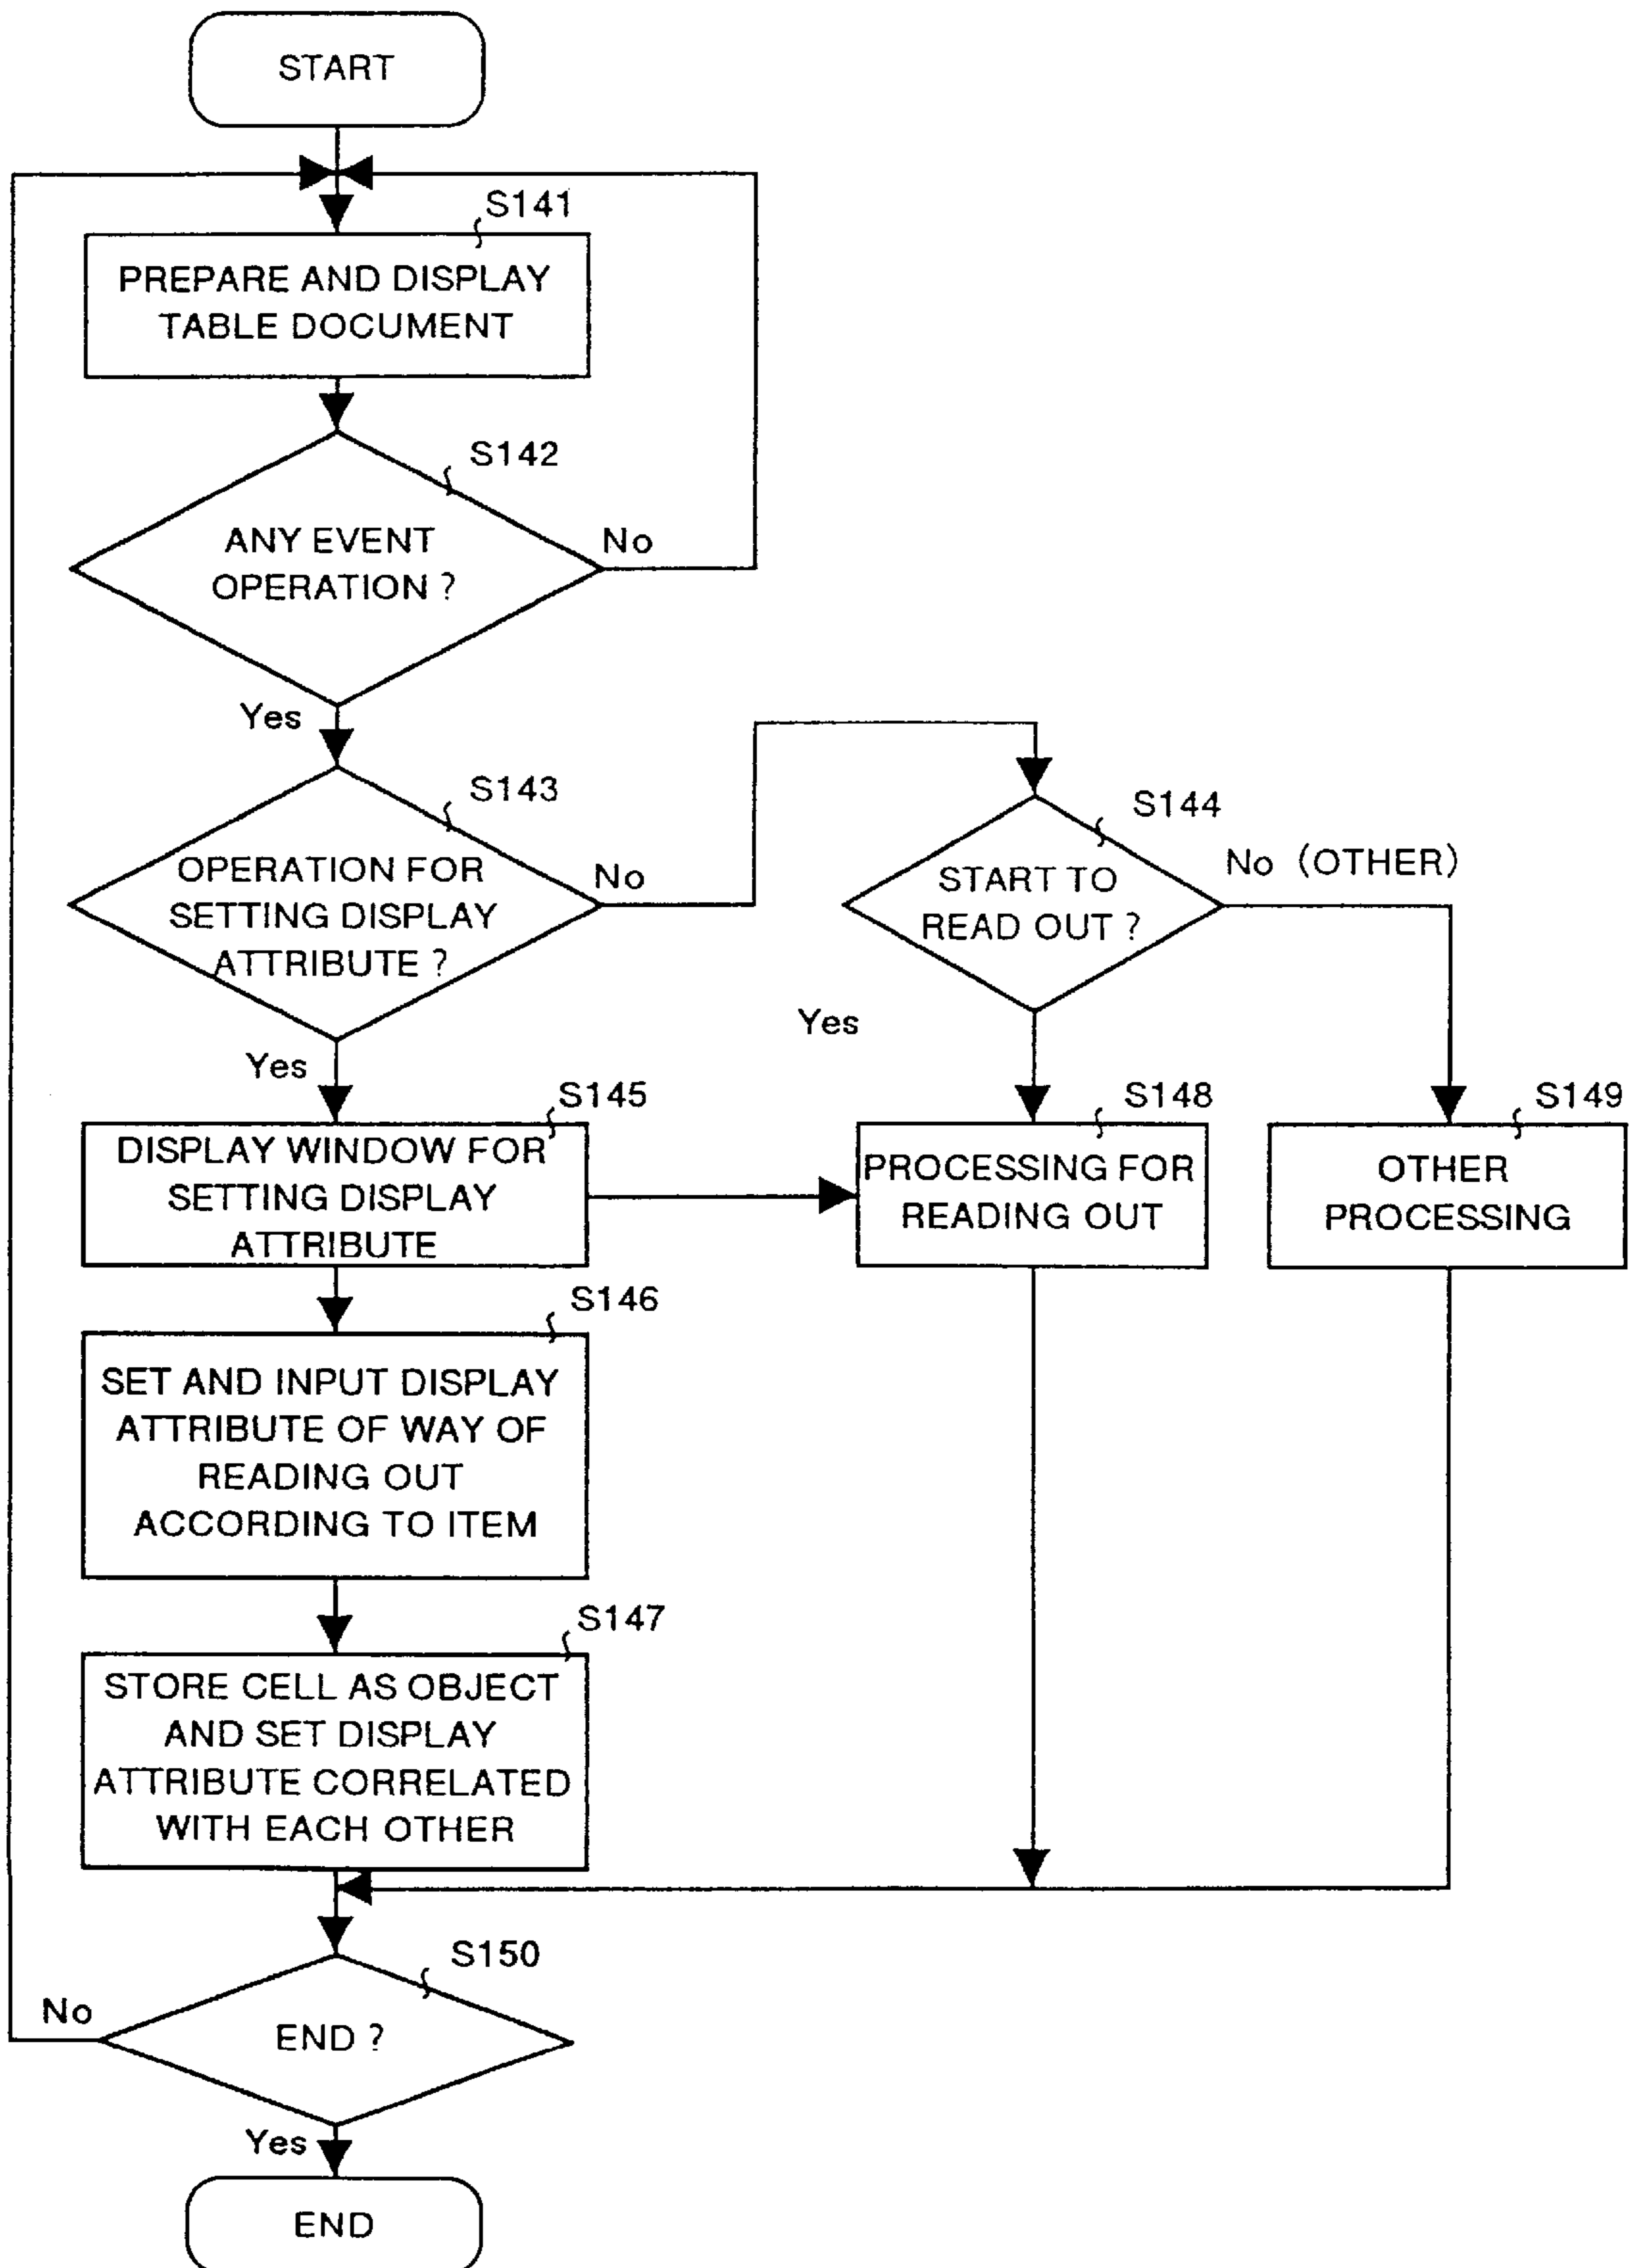 START
S141
PREPARE AND DISPLAY
TABLE DOCUMENT
S142
ANY EVENT
OPERATION ?
No
Yes
S143
OPERATION FOR
SETTING DISPLAY
ATTRIBUTE ?
No
S144
START TO
READ OUT ?
No (OTHER)
Yes
Yes
S145
DISPLAY WINDOW FOR
SETTING DISPLAY
ATTRIBUTE
S148
PROCESSING FOR
READING OUT
S149
OTHER
PROCESSING
S146
SET AND INPUT DISPLAY
ATTRIBUTE OF WAY OF
READING OUT
ACCORDING TO ITEM
S147
STORE CELL AS OBJECT
AND SET DISPLAY
ATTRIBUTE CORRELATED
WITH EACH OTHER
S150
No
END ?
Yes
END